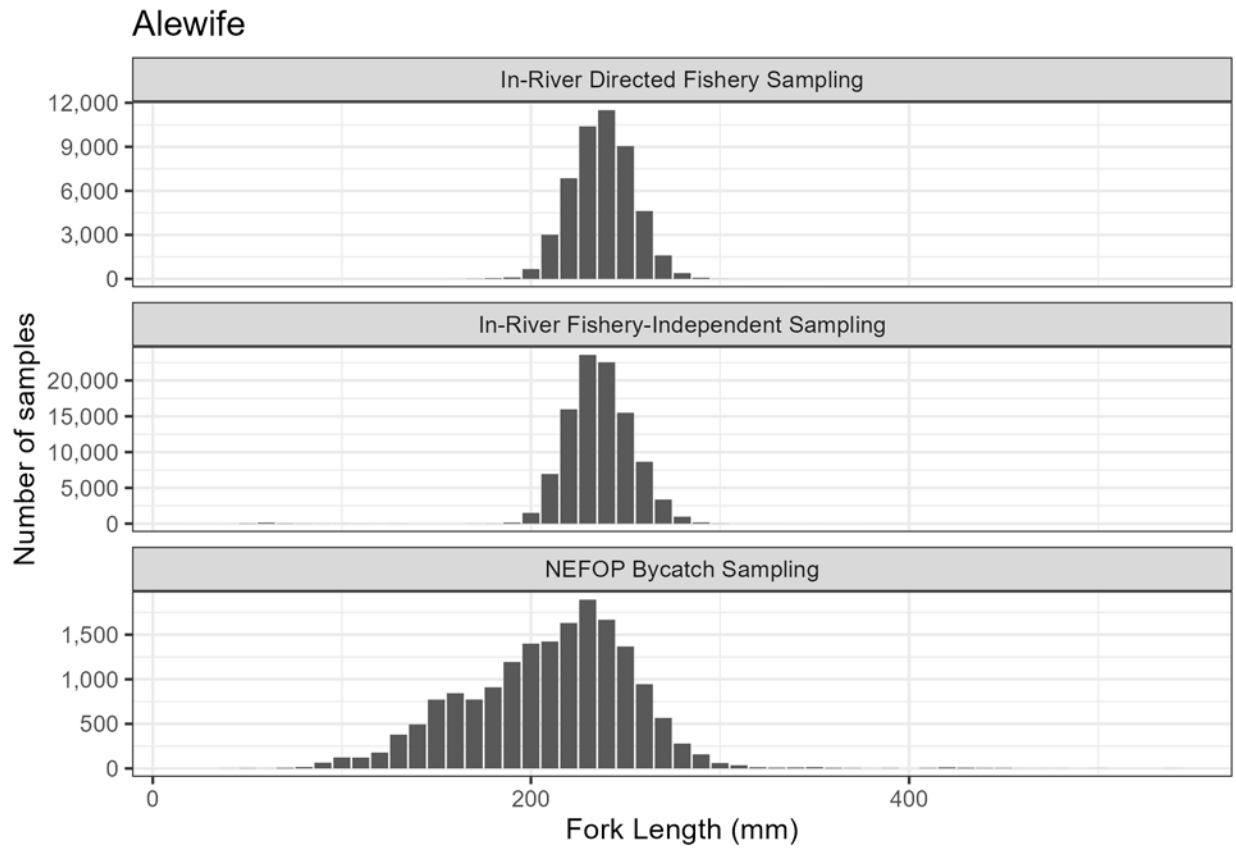 Alewife
In-River Directed Fishery Sampling
12,000
9,000
6,000
3,000
0
In-River Fishery-Independent Sampling
20,000
15,000
10,000
5,000
0
NEFOP Bycatch Sampling
1,500
1,000
500
0
Number of samples
0 200 400
Fork Length (mm)